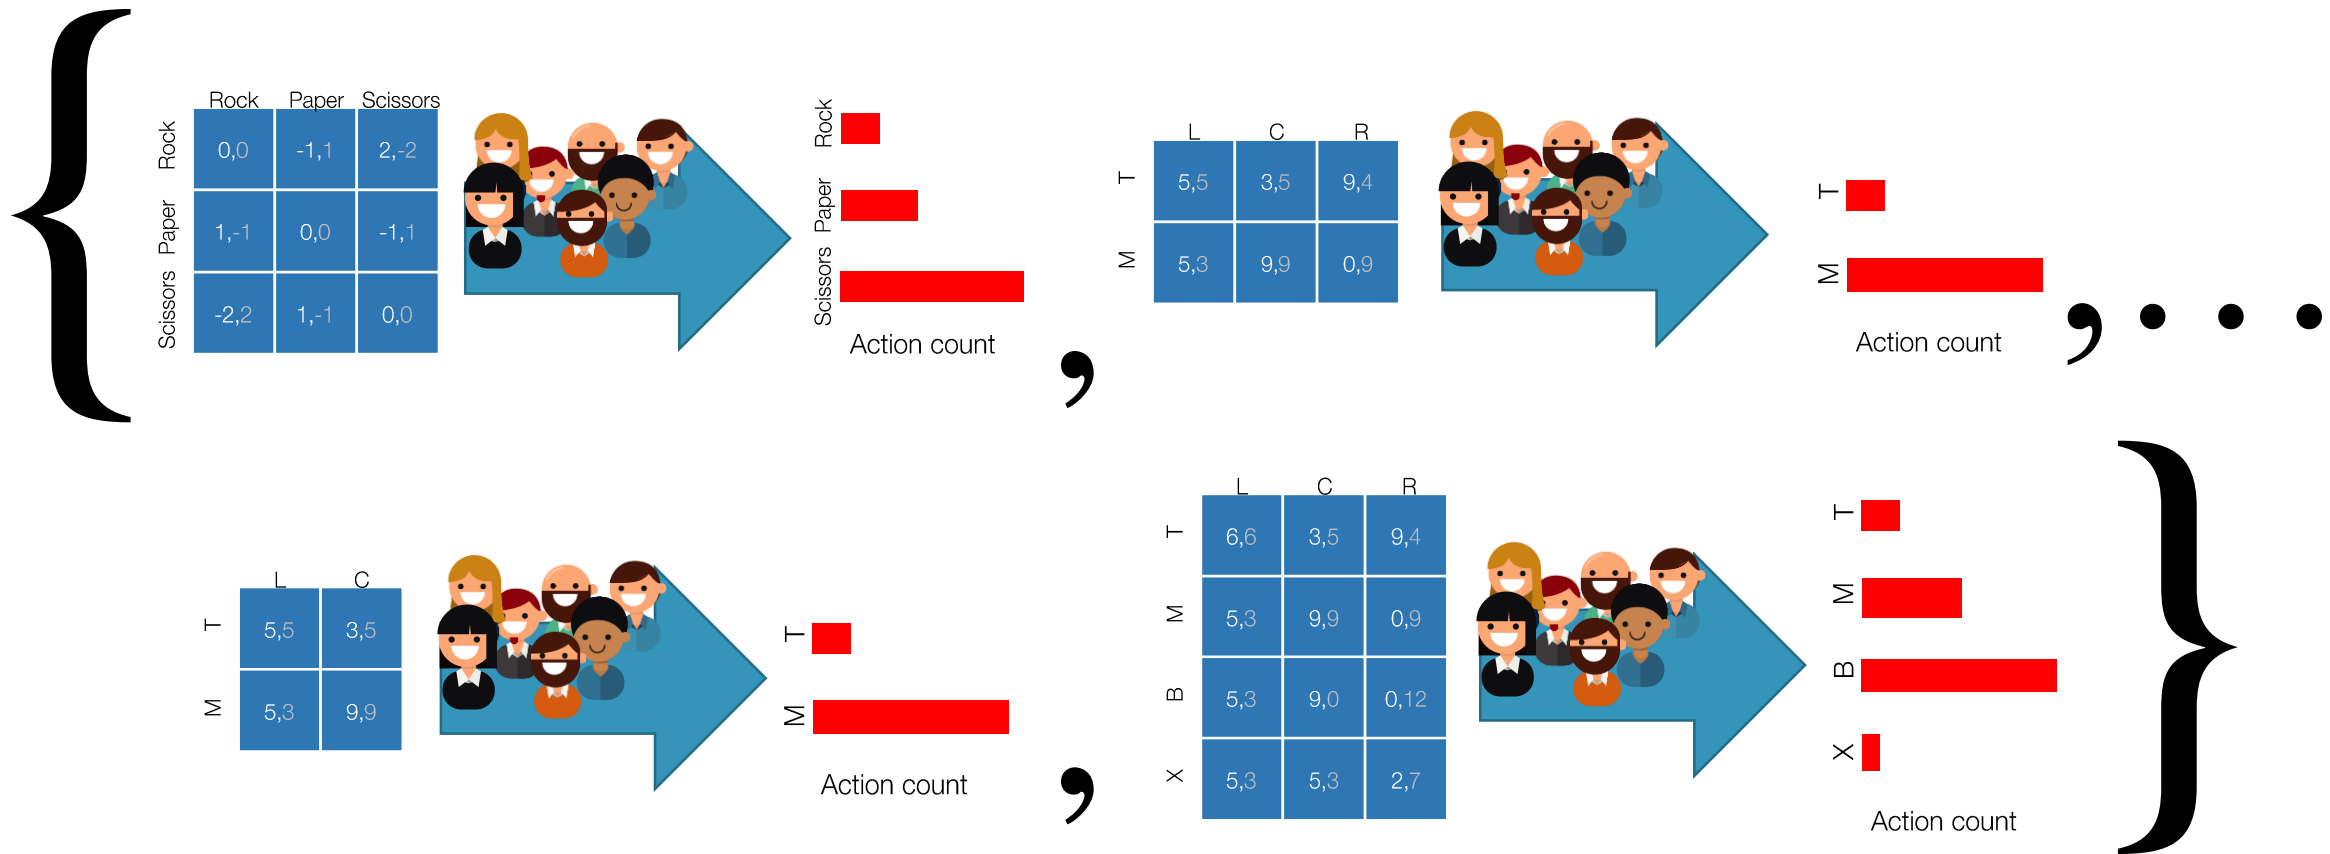 Rock Paper Scissors
Rock 0,0 -1,1 2,-2
Paper 1,-1 0,0 -1,1
Scissors -2,2 1,-1 0,0
Rock
Paper
Scissors
Action count
,
L C R
T 5,5 3,5 9,4
M 5,3 9,9 0,9
T
M
Action count
, . . .
L C
T 5,5 3,5
M 5,3 9,9
T
M
Action count
,
L C R
T 6,6 3,5 9,4
M 5,3 9,9 0,9
B 5,3 9,0 0,12
X 5,3 5,3 2,7
T
M
B
X
Action count